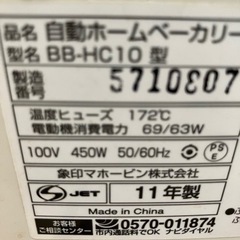 品名 自動ホームベーカリー
型名 BB-HC10 型
製造番号 5710807
温度ヒューズ 172℃
電動機消費電力 69/63W
100V 450W 50/60Hz PSE
象印マホービン株式会社
JET 11年製
Made in China
お客様ご相談センター 0570-011874
市内通話料でOK ナビダイヤル